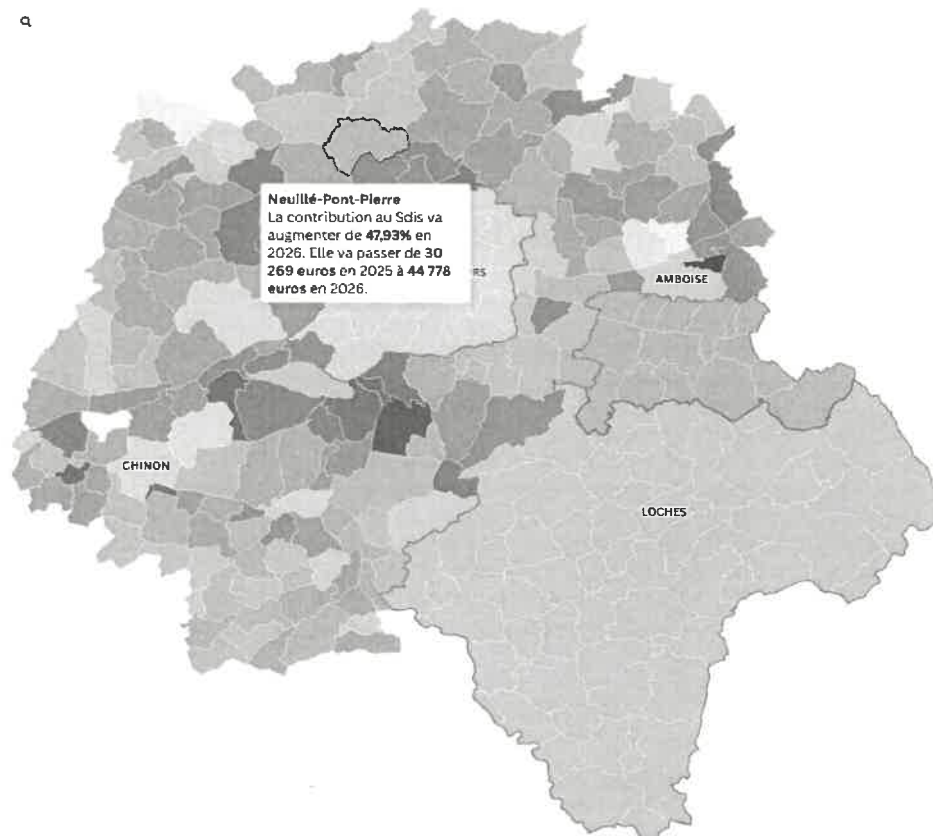 Neuillé-Pont-Pierre
La contribution au Sdis va
augmenter de 47,93% en
2026. Elle va passer de 30
269 euros en 2025 à 44 778
euros en 2026.
RS
AMBOISE
CHINON
LOCHES